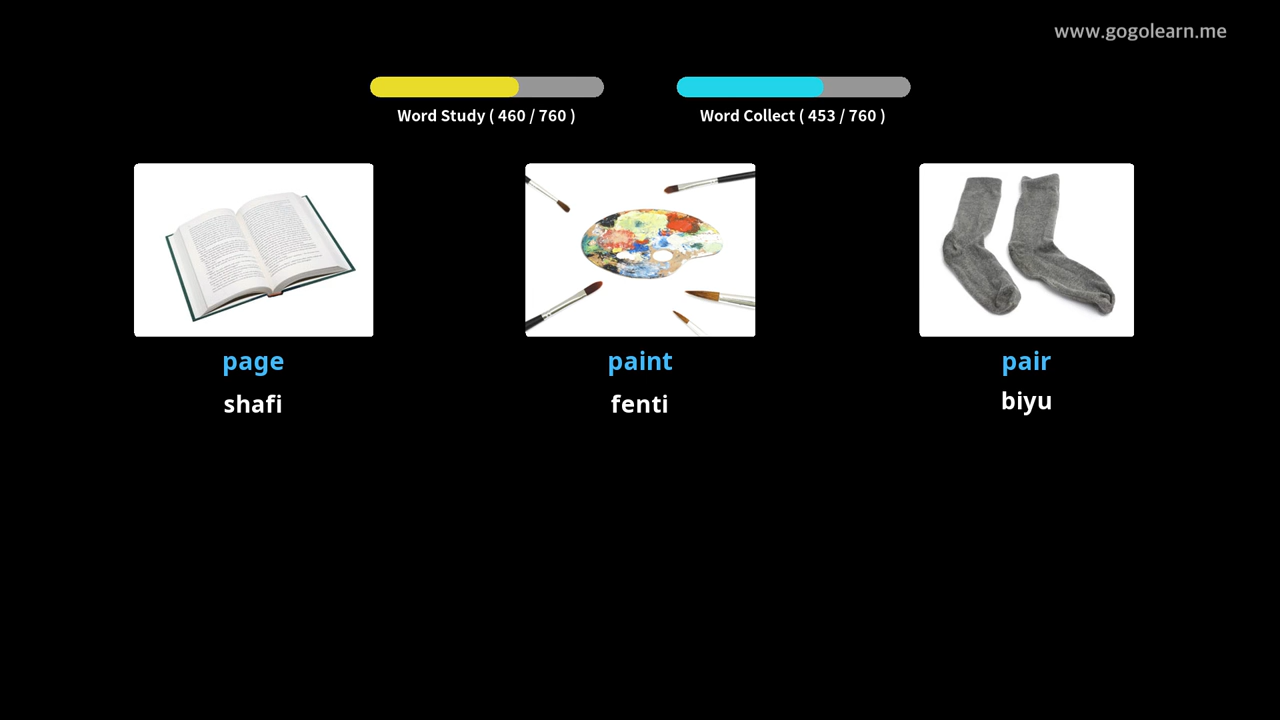 www.gogolearn.me
Word Study ( 460 / 760 )
Word Collect ( 453 / 760 )
page
paint
pair
shafi
fenti
biyu